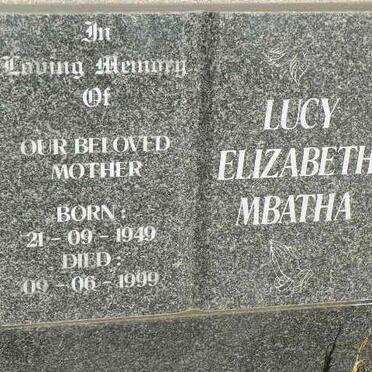 In
Loving Memory
Of
OUR BELOVED
MOTHER
BORN :
21 - 09 - 1949
DIED :
09 - 06 - 1999
LUCY
ELIZABETH
MBATHA